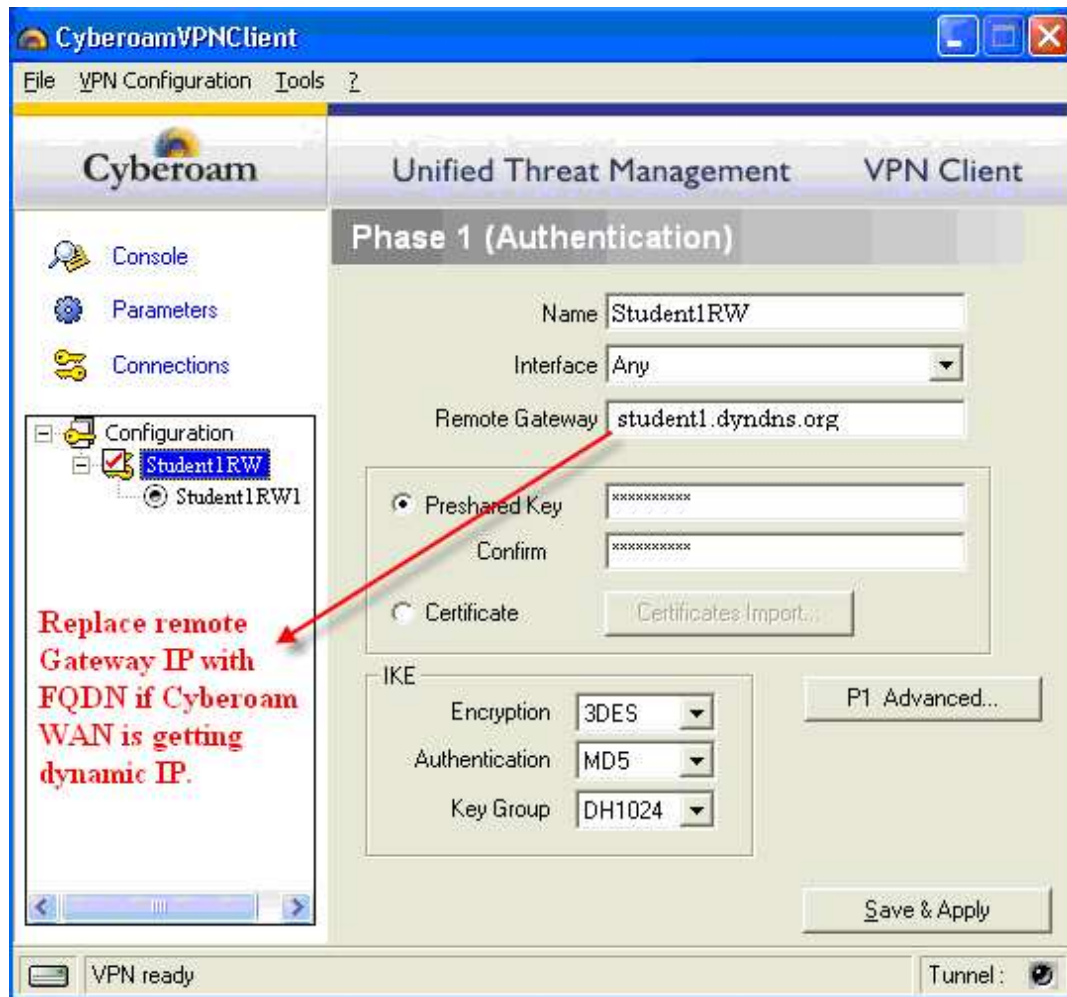 CyberoamVPNClient
File VPN Configuration Tools ?
Cyberoam
Unified Threat Management VPN Client
Console
Parameters
Connections
Configuration
Student1RW
Student1RW1
Replace remote
Gateway IP with
FQDN if Cyberoam
WAN is getting
dynamic IP.
Phase 1 (Authentication)
Name Student1RW
Interface Any
Remote Gateway student1.dyndns.org
Preshared Key xxxxxxxxxx
Confirm xxxxxxxxxx
Certificate Certificates Import...
IKE
Encryption 3DES
Authentication MD5
Key Group DH1024
P1 Advanced...
Save & Apply
VPN ready
Tunnel :